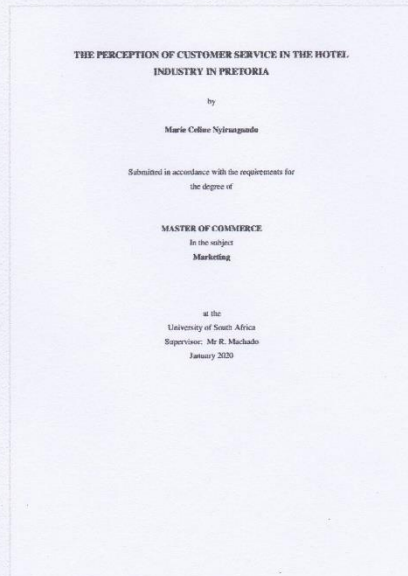 THE PERCEPTION OF CUSTOMER SERVICE IN THE HOTEL
INDUSTRY IN PRETORIA
by
Marie Celine
Submitted in accordance with the requirements for
the degree of
MASTER OF COMMERCE
In the subject
Marketing
at the
University of South Africa
Supervisor: Mr R. Machado
January 2020